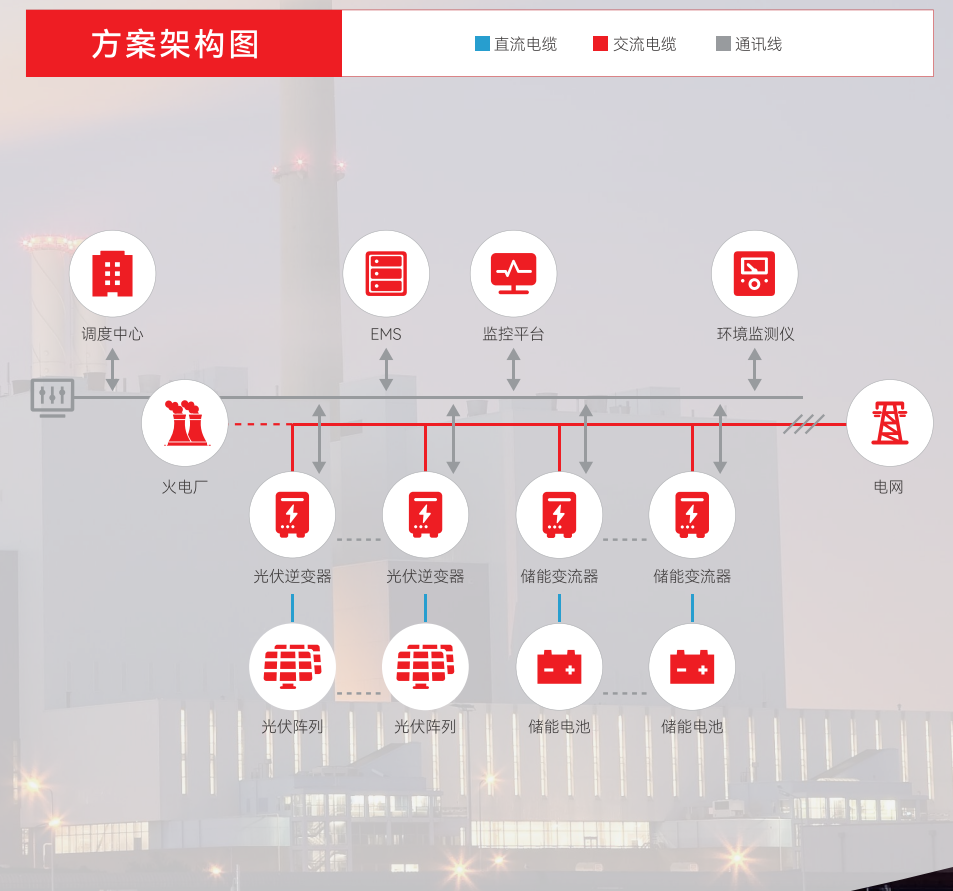 方案架构图
直流电缆 交流电缆 通讯线
调度中心 EMS 监控平台 环境监测仪
火电厂 电网
光伏逆变器 光伏逆变器 储能变流器 储能变流器
光伏阵列 光伏阵列 储能电池 储能电池